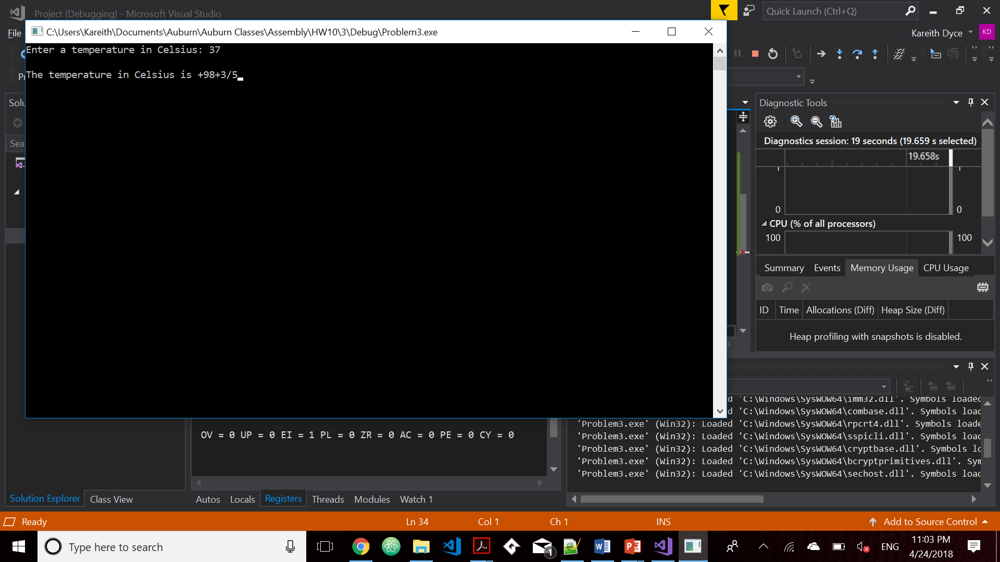 Project (Debugging) - Microsoft Visual Studio
Quick Launch (Ctrl+Q)
File
Kareith Dyce
KD
C:\Users\Kareith\Documents\Auburn\Auburn Classes\Assembly\HW10\3\Debug\Problem3.exe
Enter a temperature in Celsius: 37
The temperature in Celsius is +98+3/5
Diagnostic Tools
Diagnostics session: 19 seconds (19.659 s selected)
19.658s
0
0
CPU (% of all processors)
100
100
Summary Events Memory Usage CPU Usage
ID Time Allocations (Diff) Heap Size (Diff)
Heap profiling with snapshots is disabled.
d 'C:\Windows\SysWOW64\imm32.dll'. Symbols loaded
d 'C:\Windows\SysWOW64\combase.dll'. Symbols load
'Problem3.exe' (Win32): Loaded 'C:\Windows\SysWOW64\rpcrt4.dll'. Symbols loade
'Problem3.exe' (Win32): Loaded 'C:\Windows\SysWOW64\sspicli.dll'. Symbols loa
'Problem3.exe' (Win32): Loaded 'C:\Windows\SysWOW64\cryptbase.dll'. Symbols lo
'Problem3.exe' (Win32): Loaded 'C:\Windows\SysWOW64\bcryptprimitives.dll'. Sym
'Problem3.exe' (Win32): Loaded 'C:\Windows\SysWOW64\sechost.dll'. Symbols load
OV = 0 UP = 0 EI = 1 PL = 0 ZR = 0 AC = 0 PE = 0 CY = 0
Solution Explorer Class View
Autos Locals Registers Threads Modules Watch 1
Ready
Ln 34 Col 1 Ch 1 INS
Add to Source Control
Type here to search
1
ENG
11:03 PM
4/24/2018